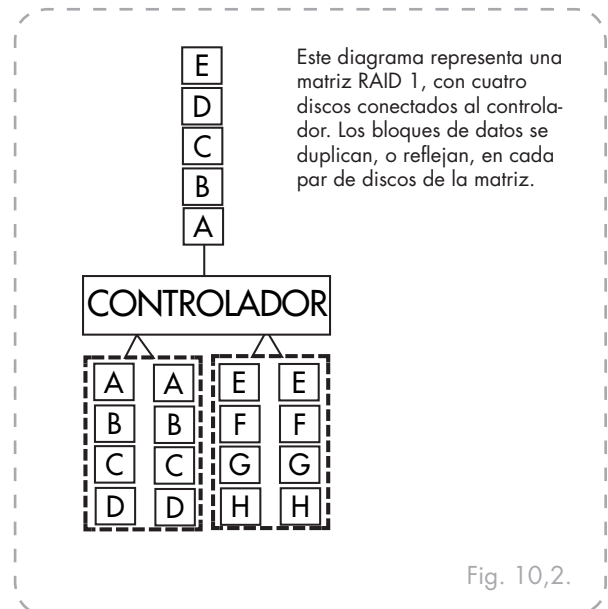 E
D
C
B
A
Este diagrama representa una
matriz RAID 1, con cuatro
discos conectados al controla-
dor. Los bloques de datos se
duplican, o reflejan, en cada
par de discos de la matriz.
CONTROLADOR
A A E E
B B F F
C C G G
D D H H
Fig. 10,2.